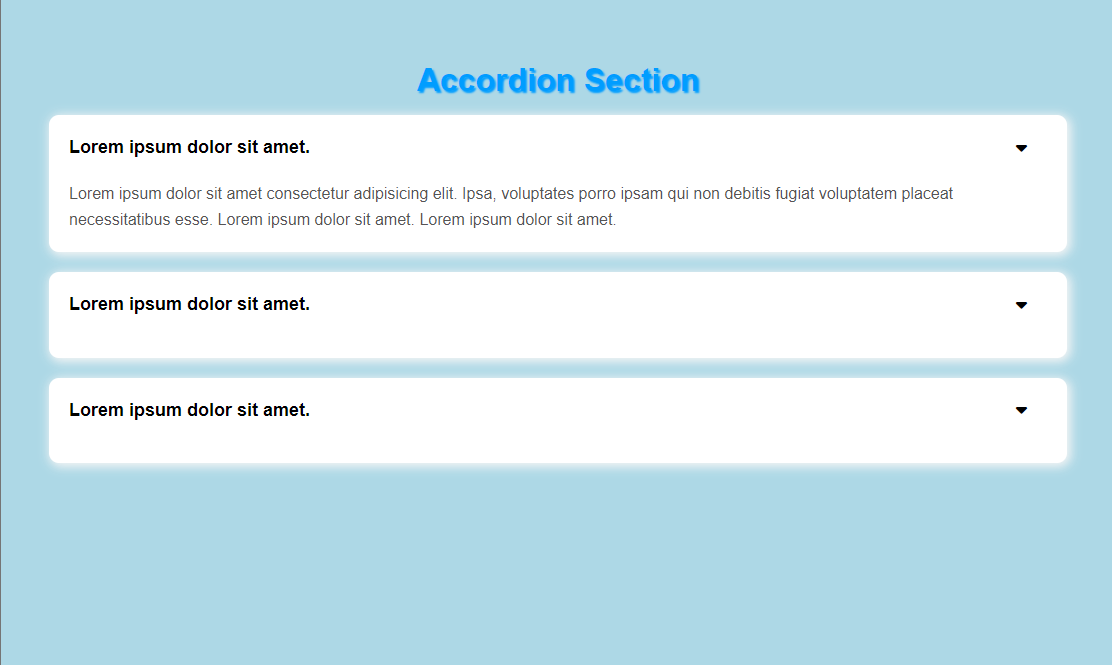 Accordion Section
Lorem ipsum dolor sit amet.
Lorem ipsum dolor sit amet consectetur adipisicing elit. Ipsa, voluptates porro ipsam qui non debitis fugiat voluptatem placeat
necessitatibus esse. Lorem ipsum dolor sit amet. Lorem ipsum dolor sit amet.
Lorem ipsum dolor sit amet.
Lorem ipsum dolor sit amet.